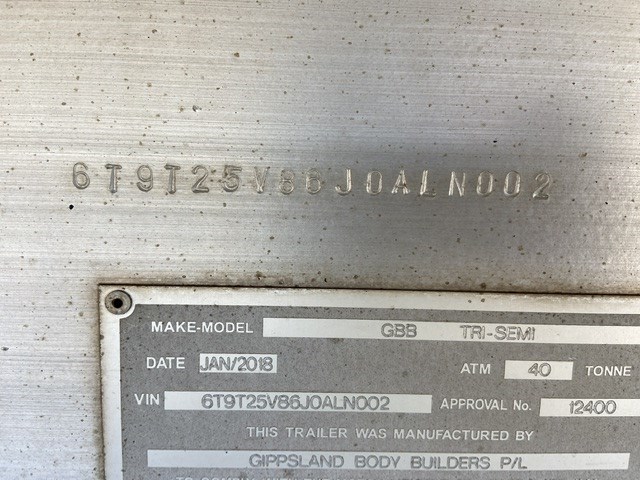 6T9T25V86J0ALN002
MAKE-MODEL GBB TRI-SEMI
DATE JAN/2018 ATM 40 TONNE
VIN 6T9T25V86J0ALN002 APPROVAL No. 12400
THIS TRAILER WAS MANUFACTURED BY
GIPPSLAND BODY BUILDERS P/L